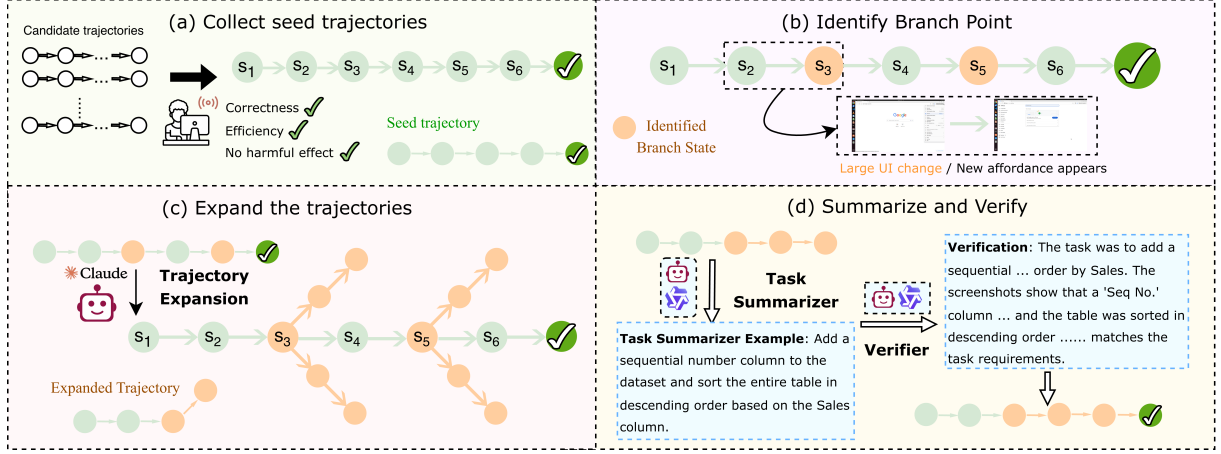 (a) Collect seed trajectories
Candidate trajectories
...
...
...
S1 S2 S3 S4 S5 S6
Correctness
Efficiency
No harmful effect
Seed trajectory
(b) Identify Branch Point
S1 S2 S3 S4 S5 S6
Identified
Branch State
Google
Large UI change / New affordance appears
(c) Expand the trajectories
Claude
Trajectory
Expansion
S1 S2 S3 S4 S5 S6
Expanded Trajectory
(d) Summarize and Verify
Task
Summarizer
Task Summarizer Example: Add a
sequential number column to the
dataset and sort the entire table in
descending order based on the Sales
column.
Verifier
Verification: The task was to add a
sequential ... order by Sales. The
screenshots show that a 'Seq No.'
column ... and the table was sorted in
descending order ...... matches the
task requirements.